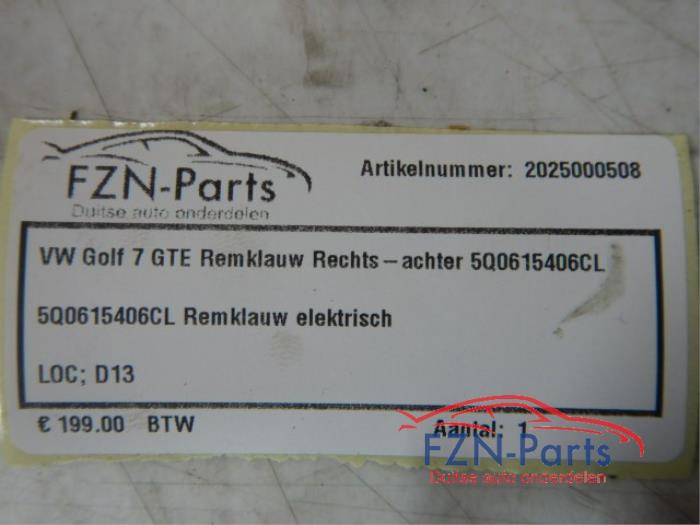 FZN-Parts
Duitse auto onderdelen
Artikelnummer: 2025000508
VW Golf 7 GTE Remklauw Rechts-achter 5Q0615406CL
5Q0615406CL Remklauw elektrisch
LOC; D13
€ 199.00 BTW
Aantal: 1
FZN-Parts
Duitse auto onderdelen